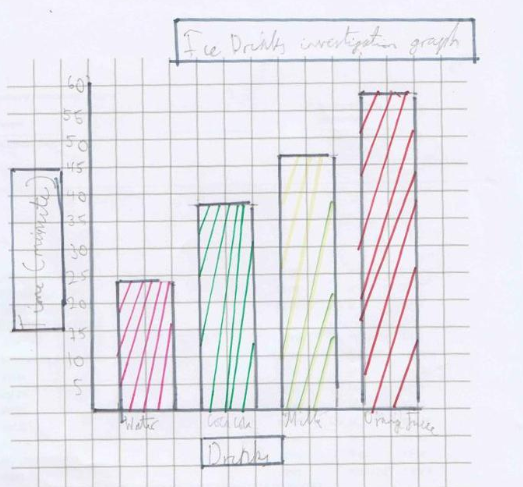 Ice Drinks investigation graph
60
55
50
45
40
35
30
25
20
15
10
5
Time (minute)
Water
Coca cola
Milk
Orange Juice
Drinks